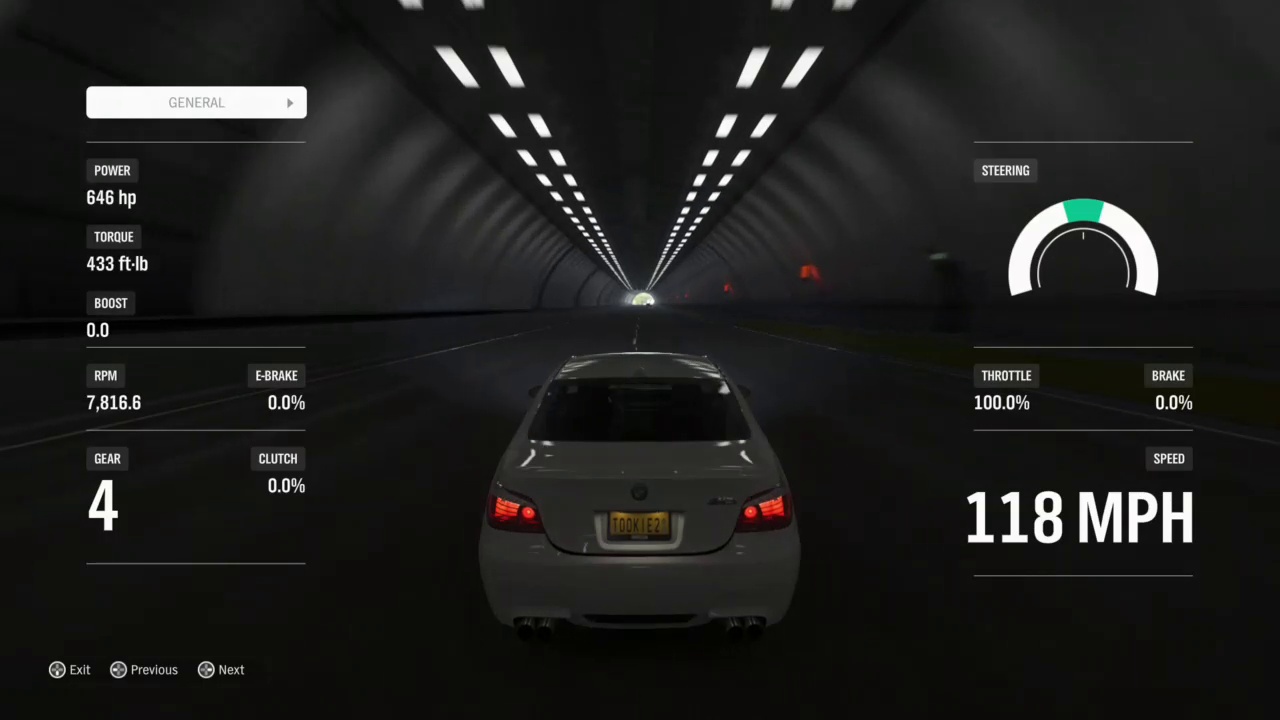 GENERAL
POWER
646 hp
TORQUE
433 ft·lb
BOOST
0.0
RPM
E-BRAKE
7,816.6
0.0%
GEAR
CLUTCH
4
0.0%
STEERING
THROTTLE
BRAKE
100.0%
0.0%
SPEED
118 MPH
TOOKIE2
Exit
Previous
Next